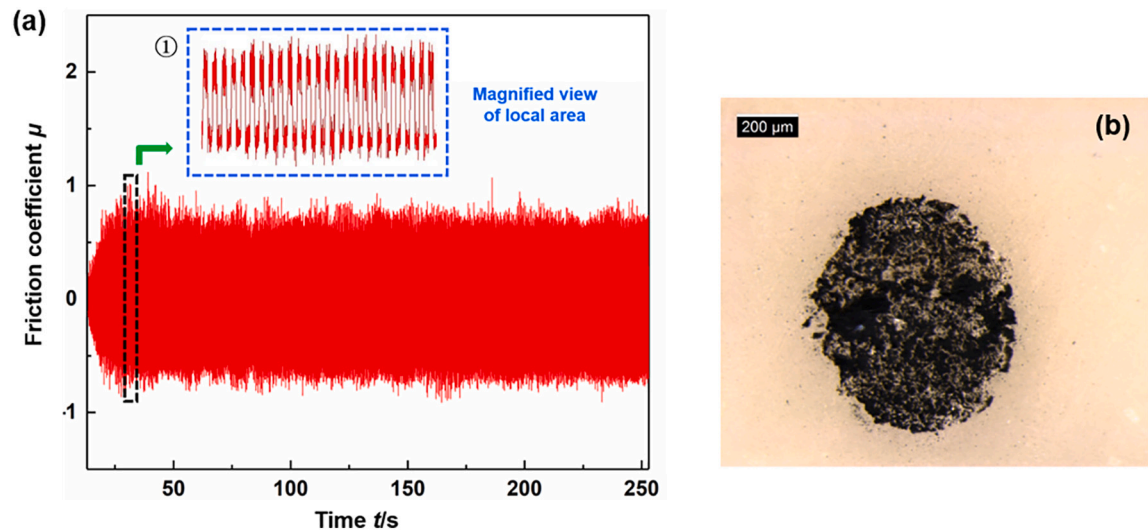 (a)
①
Magnified view
of local area
Friction coefficient μ
2
1
0
-1
50
100
150
200
250
Time t/s
200 μm
(b)